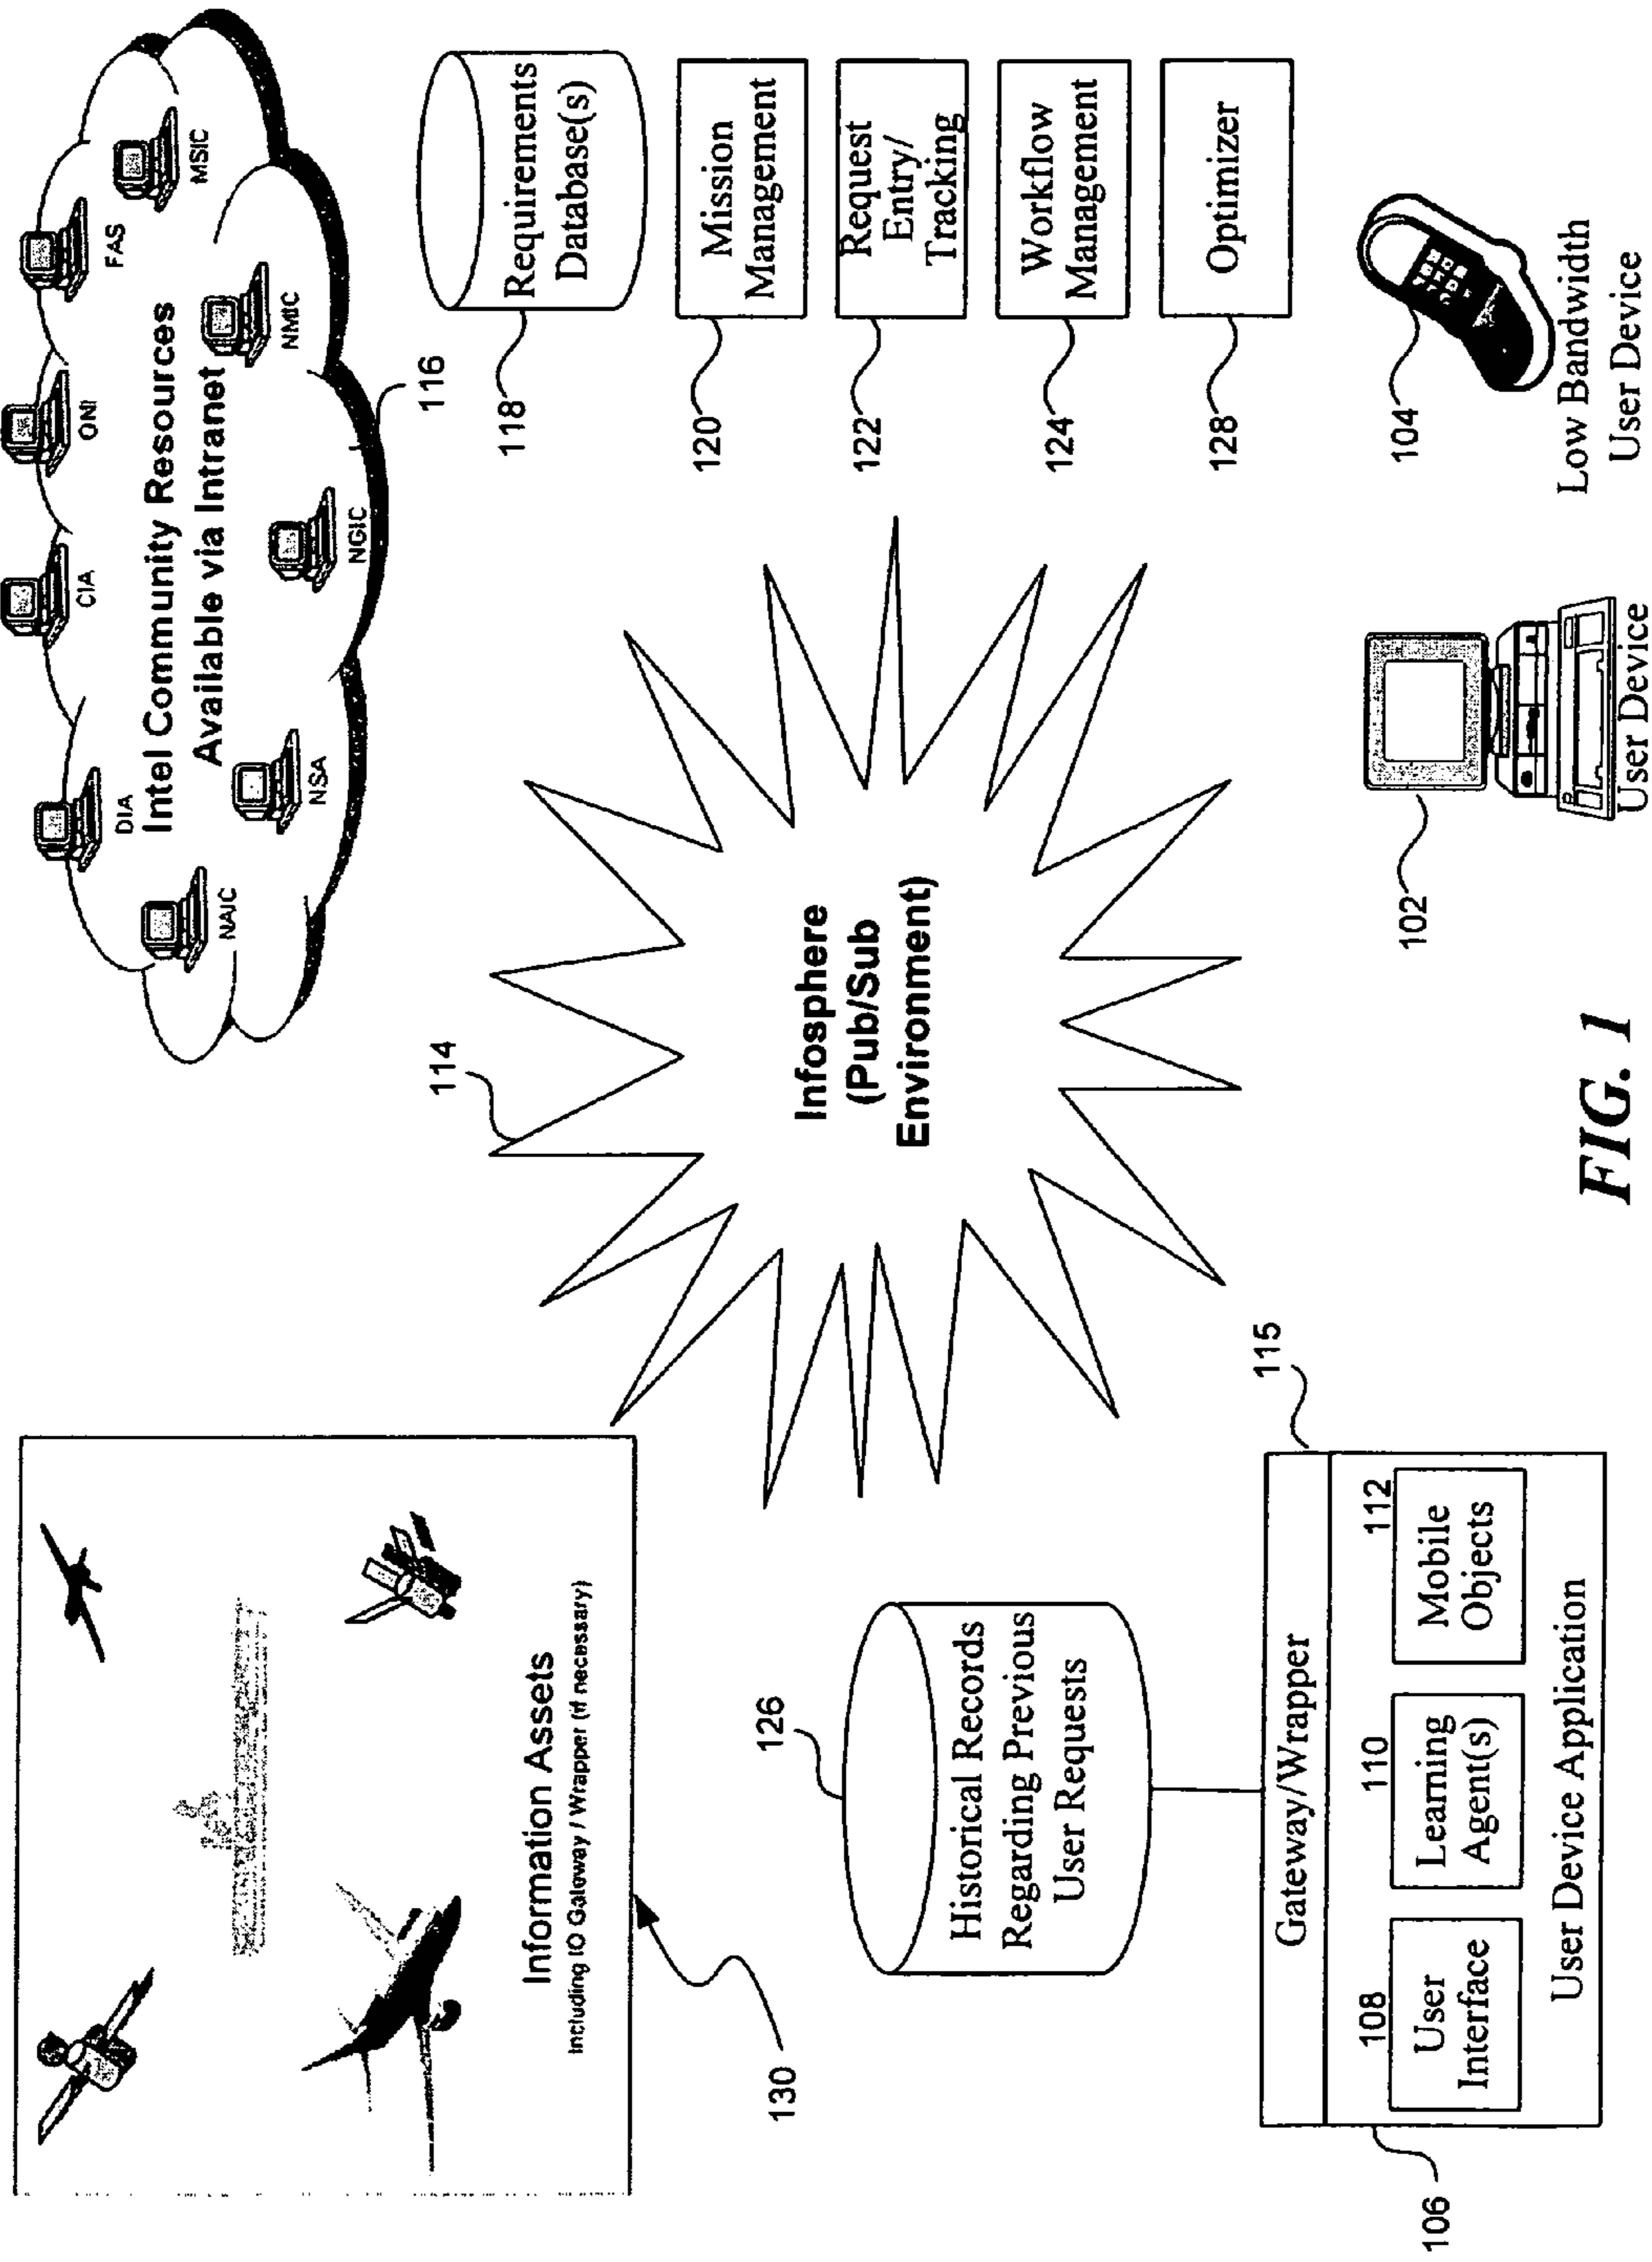 Information Assets
Including IO Gateway / Wrapper (if necessary)
130
DIA
CIA
ONI
FAS
MSIC
NAIC
NSA
NGIC
NMIC
Intel Community Resources
Available via Intranet
116
114
Infosphere
(Pub/Sub
Environment)
118
Requirements
Database(s)
120
Mission
Management
122
Request
Entry/
Tracking
124
Workflow
Management
128
Optimizer
126
Historical Records
Regarding Previous
User Requests
115
Gateway/Wrapper
106
108
User
Interface
110
Learning
Agent(s)
112
Mobile
Objects
User Device Application
102
User Device
104
Low Bandwidth
User Device
FIG. 1